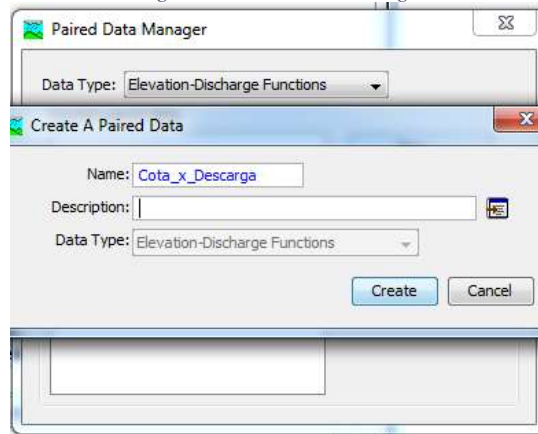 Paired Data Manager
Data Type: Elevation-Discharge Functions
Create A Paired Data
Name: Cota_x_Descarga
Description:
Data Type: Elevation-Discharge Functions
Create Cancel